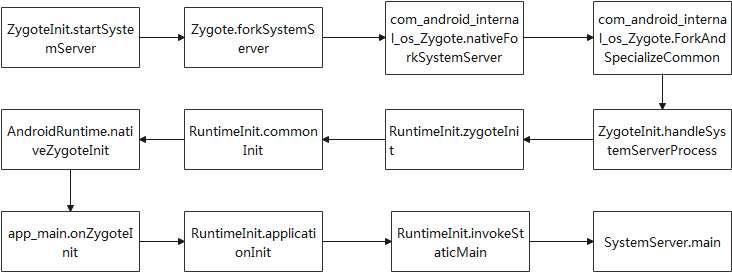 ZygoteInit.startSyste
mServer
Zygote.forkSystemS
erver
com_android_interna
l_os_Zygote.nativeFo
rkSystemServer
com_android_interna
l_os_Zygote.ForkAnd
SpecializeCommon
AndroidRuntime.nati
veZygoteInit
RuntimeInit.common
Init
RuntimeInit.zygoteIni
t
ZygoteInit.handleSys
temServerProcess
app_main.onZygoteI
nit
RuntimeInit.applicati
onInit
RuntimeInit.invokeSt
aticMain
SystemServer.main